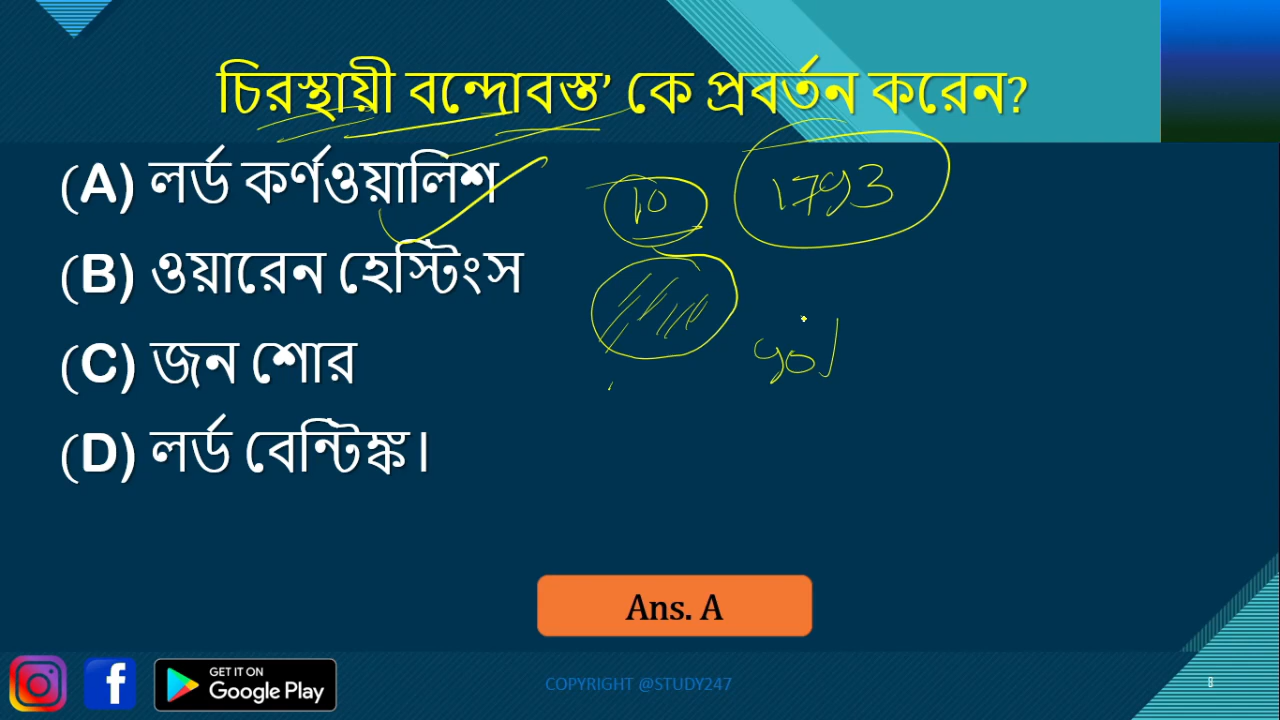 চিরস্থায়ী বন্দোবস্ত’ কে প্রবর্তন করেন?
(A) লর্ড কর্ণওয়ালিশ
10
1793
(B) ওয়ারেন হেস্টিংস
(C) জন শোর
(D) লর্ড বেন্টিঙ্ক।
Ans. A
GET IT ON
Google Play
COPYRIGHT @STUDY247
8